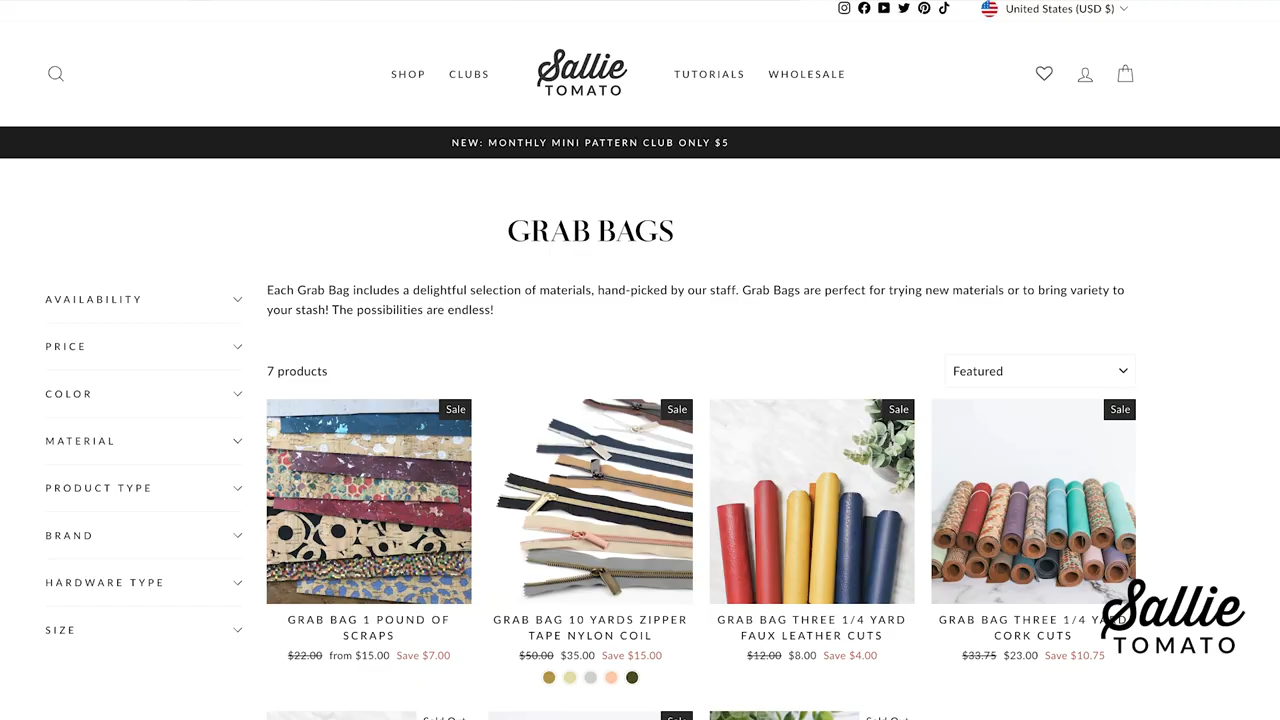 United States (USD $)
SHOP
CLUBS
Sallie
TOMATO
TUTORIALS
WHOLESALE
NEW: MONTHLY MINI PATTERN CLUB ONLY $5
GRAB BAGS
AVAILABILITY
PRICE
COLOR
MATERIAL
PRODUCT TYPE
BRAND
HARDWARE TYPE
SIZE
Each Grab Bag includes a delightful selection of materials, hand-picked by our staff. Grab Bags are perfect for trying new materials or to bring variety to
your stash! The possibilities are endless!
7 products
Featured
Sale
GRAB BAG 1 POUND OF
SCRAPS
$22.00 from $15.00 Save $7.00
Sale
GRAB BAG 10 YARDS ZIPPER
TAPE NYLON COIL
$50.00 $35.00 Save $15.00
Sale
GRAB BAG THREE 1/4 YARD
FAUX LEATHER CUTS
$12.00 $8.00 Save $4.00
Sale
GRAB BAG THREE 1/4 YARD
CORK CUTS
$33.75 $23.00 Save $10.75
Sallie
TOMATO
Sold Out
Sale
Sold Out